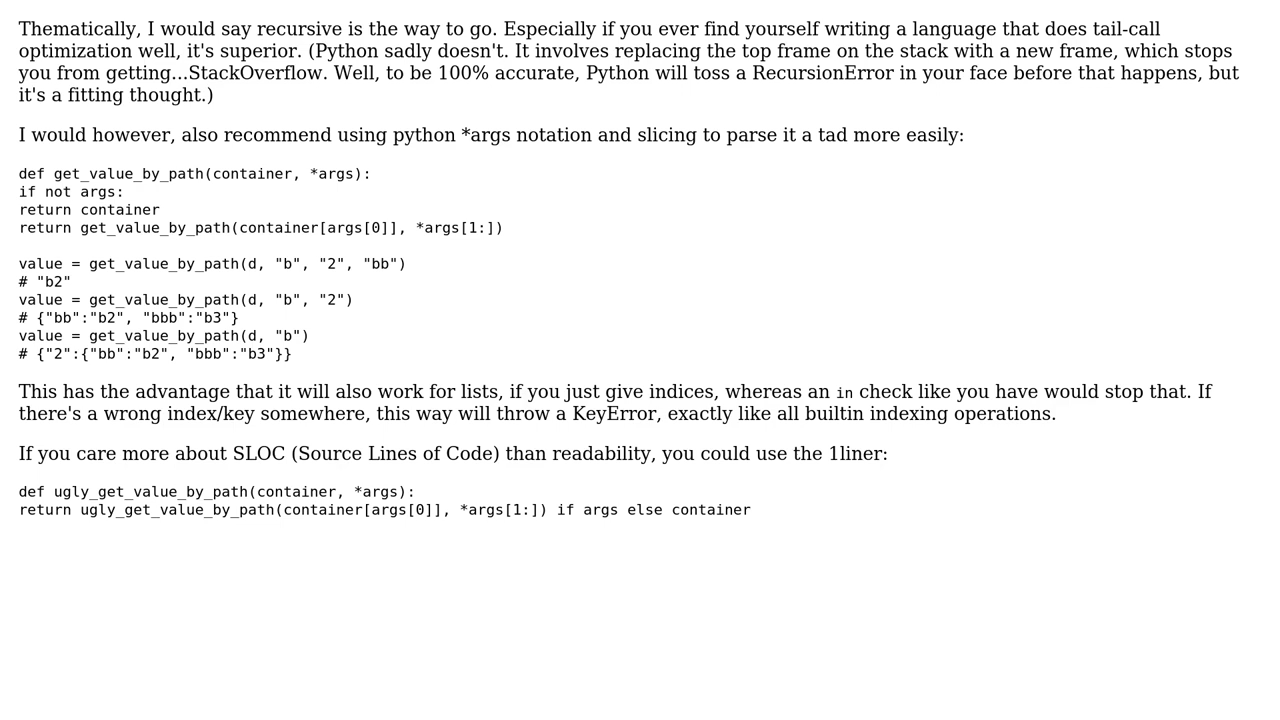 Thematically, I would say recursive is the way to go. Especially if you ever find yourself writing a language that does tail-call
optimization well, it's superior. (Python sadly doesn't. It involves replacing the top frame on the stack with a new frame, which stops
you from getting...StackOverflow. Well, to be 100% accurate, Python will toss a RecursionError in your face before that happens, but
it's a fitting thought.)
I would however, also recommend using python *args notation and slicing to parse it a tad more easily:
def get_value_by_path(container, *args):
if not args:
return container
return get_value_by_path(container[args[0]], *args[1:])
value = get_value_by_path(d, "b", "2", "bb")
# "b2"
value = get_value_by_path(d, "b", "2")
# {"bb":"b2", "bbb":"b3"}
value = get_value_by_path(d, "b")
# {"2":{"bb":"b2", "bbb":"b3"}}
This has the advantage that it will also work for lists, if you just give indices, whereas an in check like you have would stop that. If
there's a wrong index/key somewhere, this way will throw a KeyError, exactly like all builtin indexing operations.
If you care more about SLOC (Source Lines of Code) than readability, you could use the 1liner:
def ugly_get_value_by_path(container, *args):
return ugly_get_value_by_path(container[args[0]], *args[1:]) if args else container